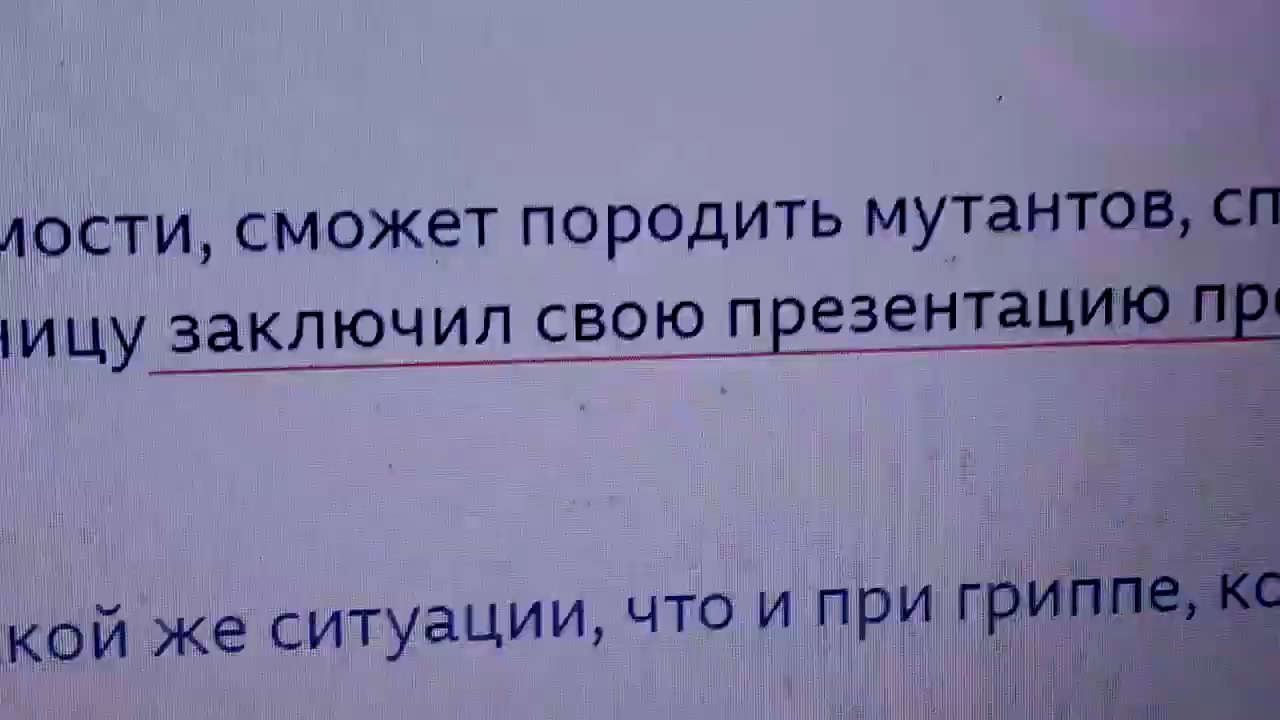 мости, сможет породить мутантов, сп
ницу заключил свою презентацию пр
кой же ситуации, что и при гриппе, ко